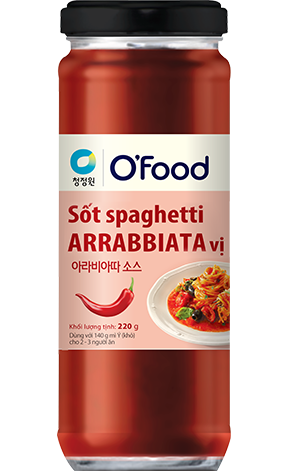 청정원
O'Food
Sốt spaghetti
ARRABBIATA vị
아라비아따 소스
Khối lượng tịnh: 220 g
Dùng với 140 g mì Ý (khô)
cho 2 - 3 người ăn